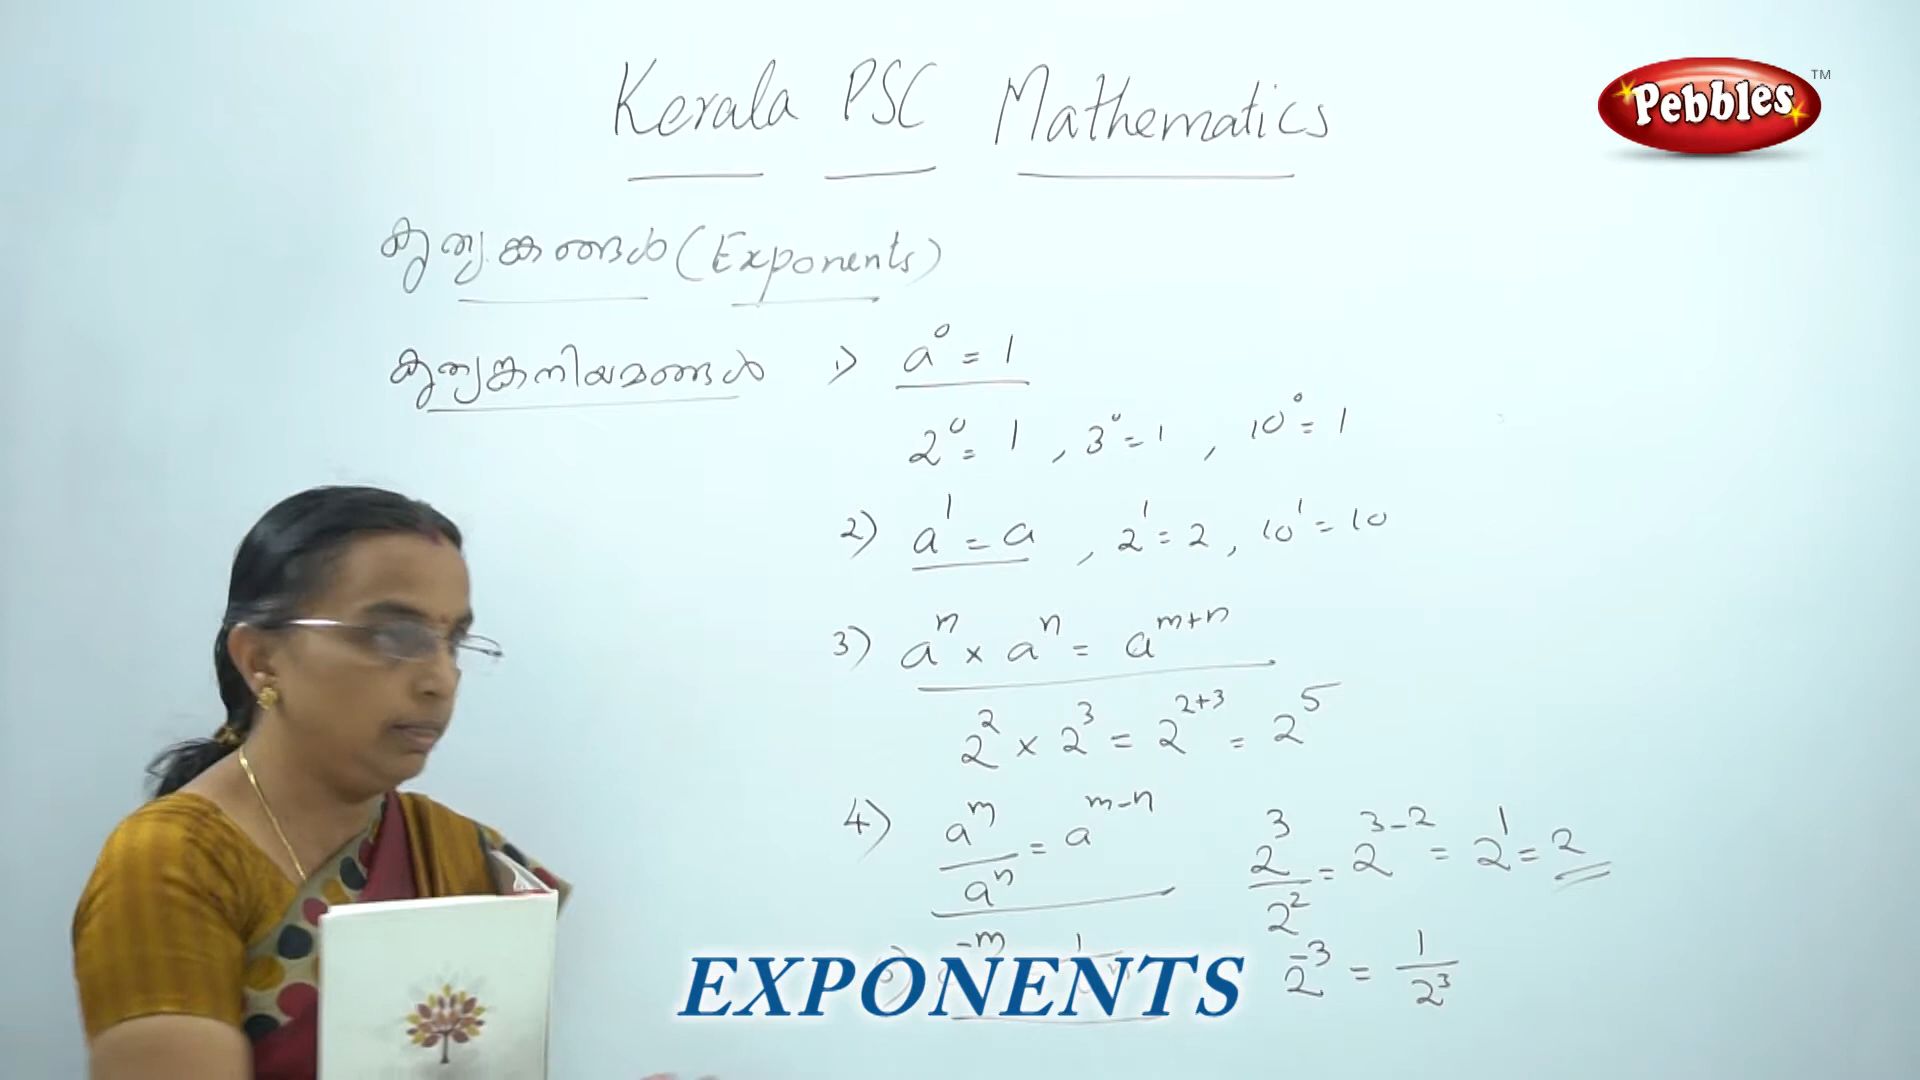 Kerala PSC Mathematics
Pebbles TM
കൃത്യങ്കങ്ങൾ (Exponents)
കൃത്യങ്കനിയമങ്ങൾ 1) a⁰ = 1
2⁰ = 1 , 3⁰ = 1 , 10⁰ = 1
2) a¹ = a , 2¹ = 2 , 10¹ = 10
3) aᵐ × aⁿ = aᵐ⁺ⁿ
2² × 2³ = 2²⁺³ = 2⁵
4) aᵐ/aⁿ = aᵐ⁻ⁿ 2³/2² = 2³⁻² = 2¹ = 2
2⁻³ = 1/2³
EXPONENTS